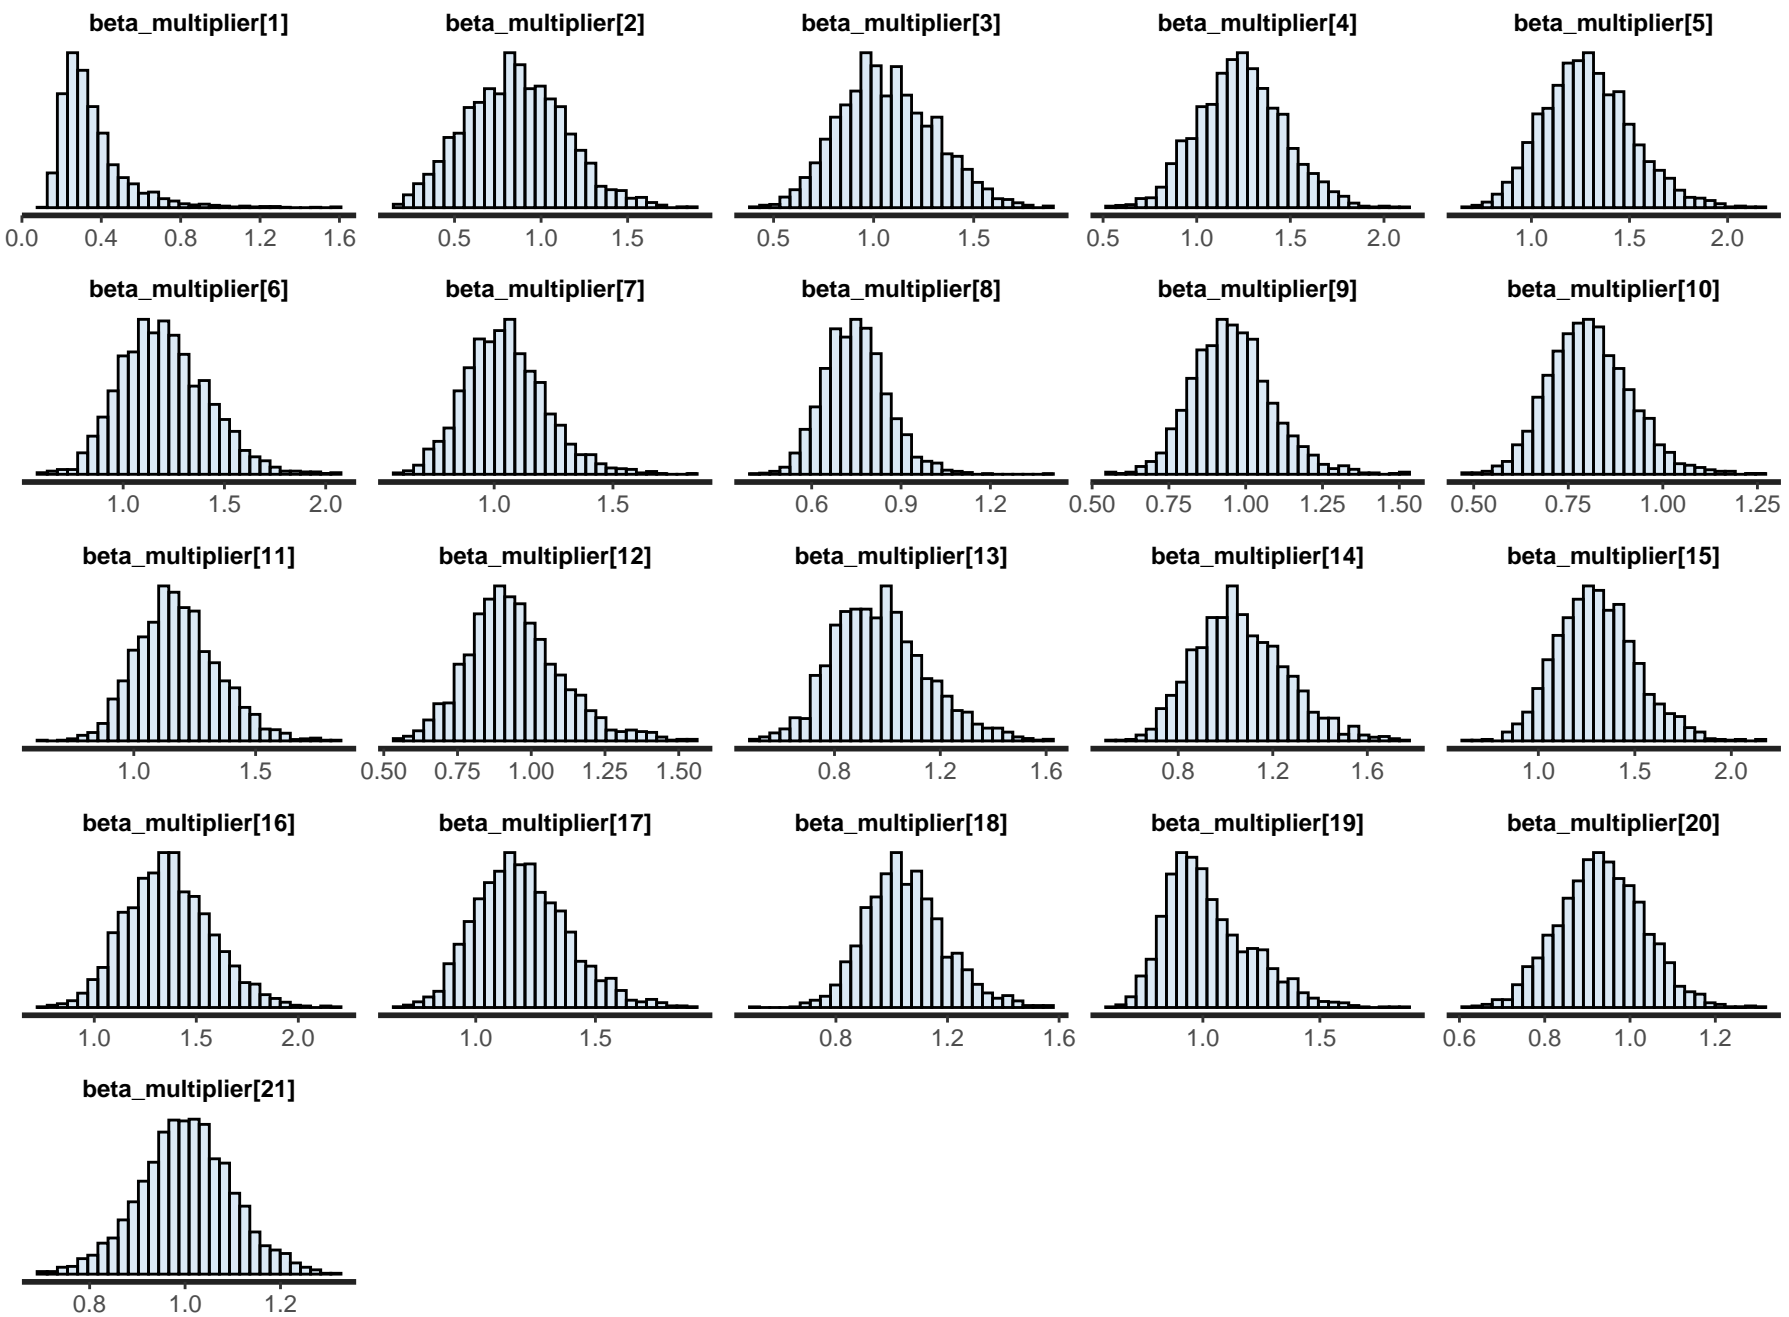 beta_multiplier[1] beta_multiplier[2] beta_multiplier[3] beta_multiplier[4] beta_multiplier[5]
0.0 0.4 0.8 1.2 1.6 0.5 1.0 1.5 0.5 1.0 1.5 0.5 1.0 1.5 2.0 1.0 1.5 2.0
beta_multiplier[6] beta_multiplier[7] beta_multiplier[8] beta_multiplier[9] beta_multiplier[10]
1.0 1.5 2.0 1.0 1.5 0.6 0.9 1.2 0.50 0.75 1.00 1.25 1.50 0.50 0.75 1.00 1.25
beta_multiplier[11] beta_multiplier[12] beta_multiplier[13] beta_multiplier[14] beta_multiplier[15]
1.0 1.5 0.50 0.75 1.00 1.25 1.50 0.8 1.2 1.6 0.8 1.2 1.6 1.0 1.5 2.0
beta_multiplier[16] beta_multiplier[17] beta_multiplier[18] beta_multiplier[19] beta_multiplier[20]
1.0 1.5 2.0 1.0 1.5 0.8 1.2 1.6 1.0 1.5 0.6 0.8 1.0 1.2
beta_multiplier[21]
0.8 1.0 1.2